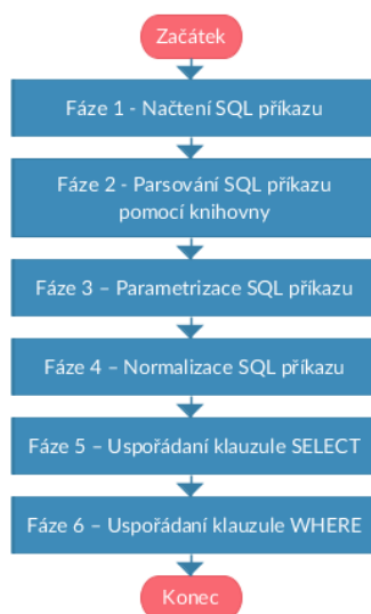 Začátek
Fáze 1 - Načtení SQL příkazu
Fáze 2 - Parsování SQL příkazu
pomocí knihovny
Fáze 3 – Parametrizace SQL příkazu
Fáze 4 – Normalizace SQL příkazu
Fáze 5 – Uspořádaní klauzule SELECT
Fáze 6 – Uspořádaní klauzule WHERE
Konec